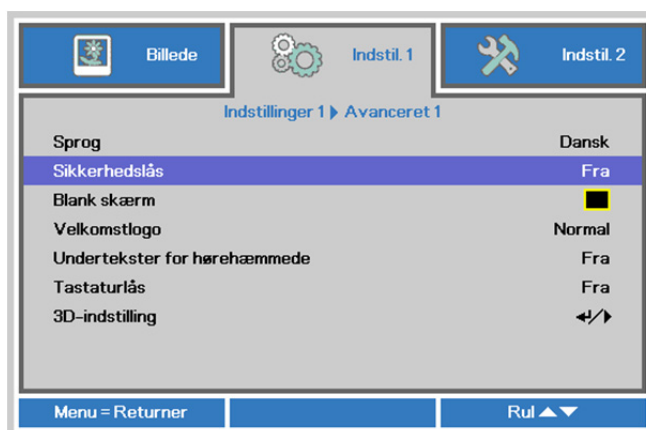 Billede
Indstil. 1
Indstil. 2
Indstillinger 1 Avanceret 1
Sprog Dansk
Sikkerhedslås Fra
Blank skærm
Velkomstlogo Normal
Undertekster for hørehæmmede Fra
Tastaturlås Fra
3D-indstilling ↵/▶
Menu = Returner
Rul ▲▼